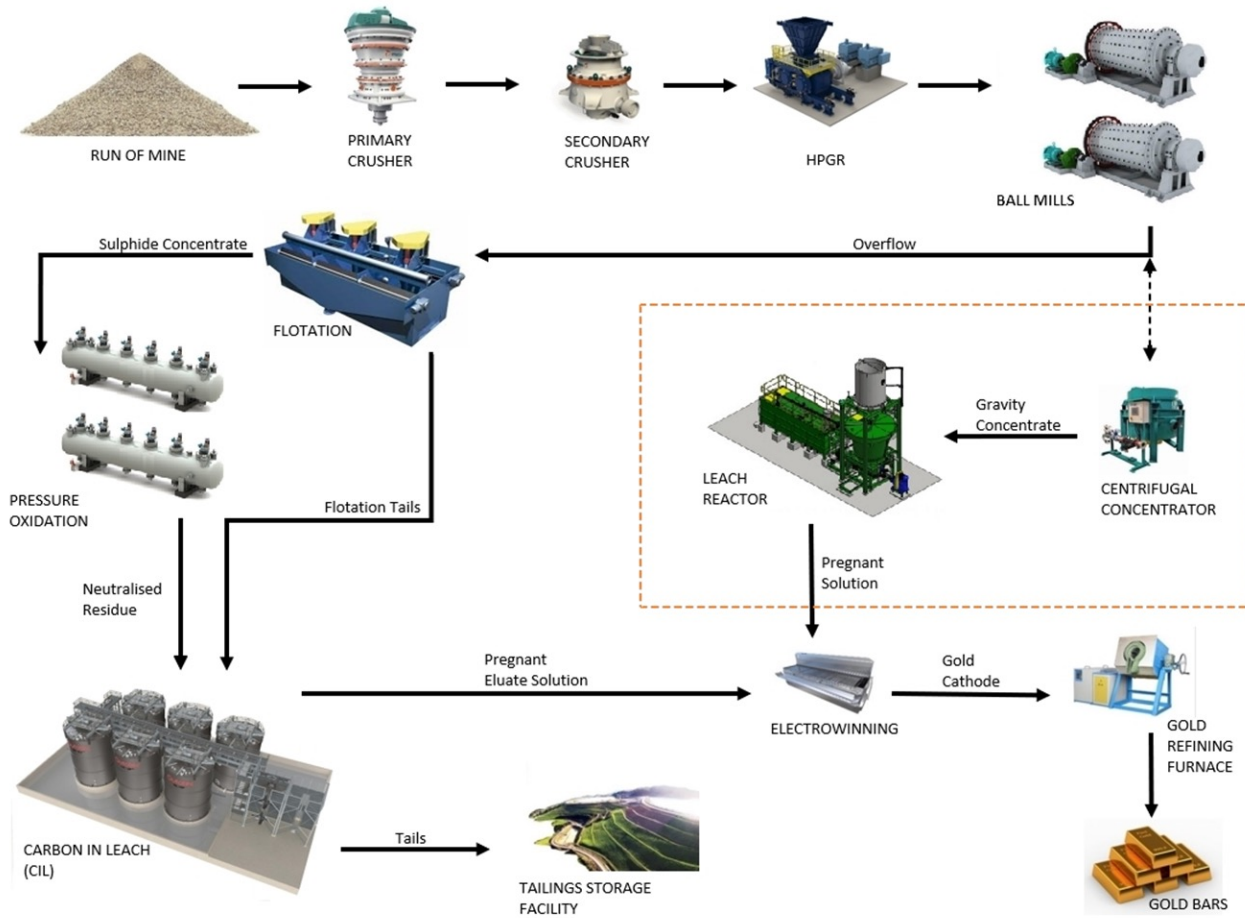 RUN OF MINE
PRIMARY
CRUSHER
SECONDARY
CRUSHER
HPGR
BALL MILLS
Sulphide Concentrate
Overflow
FLOTATION
Gravity
Concentrate
LEACH
REACTOR
CENTRIFUGAL
CONCENTRATOR
PRESSURE
OXIDATION
Flotation Tails
Neutralised
Residue
Pregnant
Solution
Pregnant
Eluate Solution
Gold
Cathode
ELECTROWINNING
GOLD
REFINING
FURNACE
CARBON IN LEACH
(CIL)
Tails
TAILINGS STORAGE
FACILITY
GOLD BARS